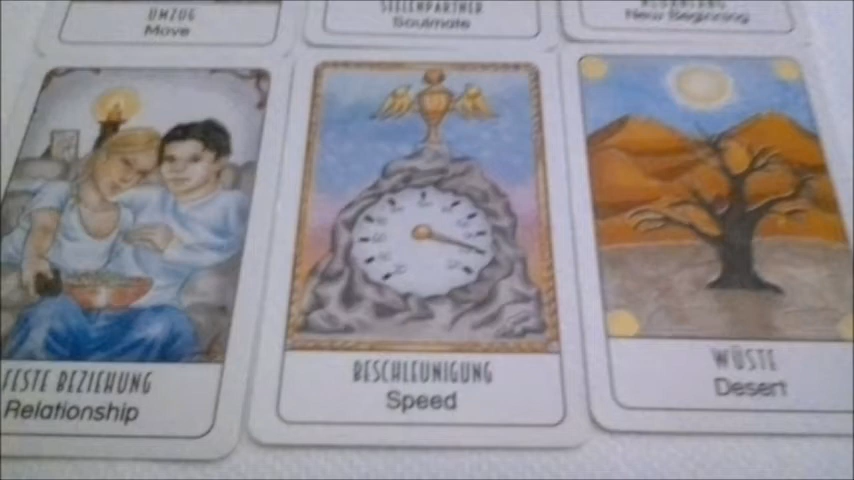 UMZUG
Move
SEELENPARTNER
Soulmate
New Beginning
FESTE BEZIEHUNG
Relationship
BESCHLEUNIGUNG
Speed
WÜSTE
Desert